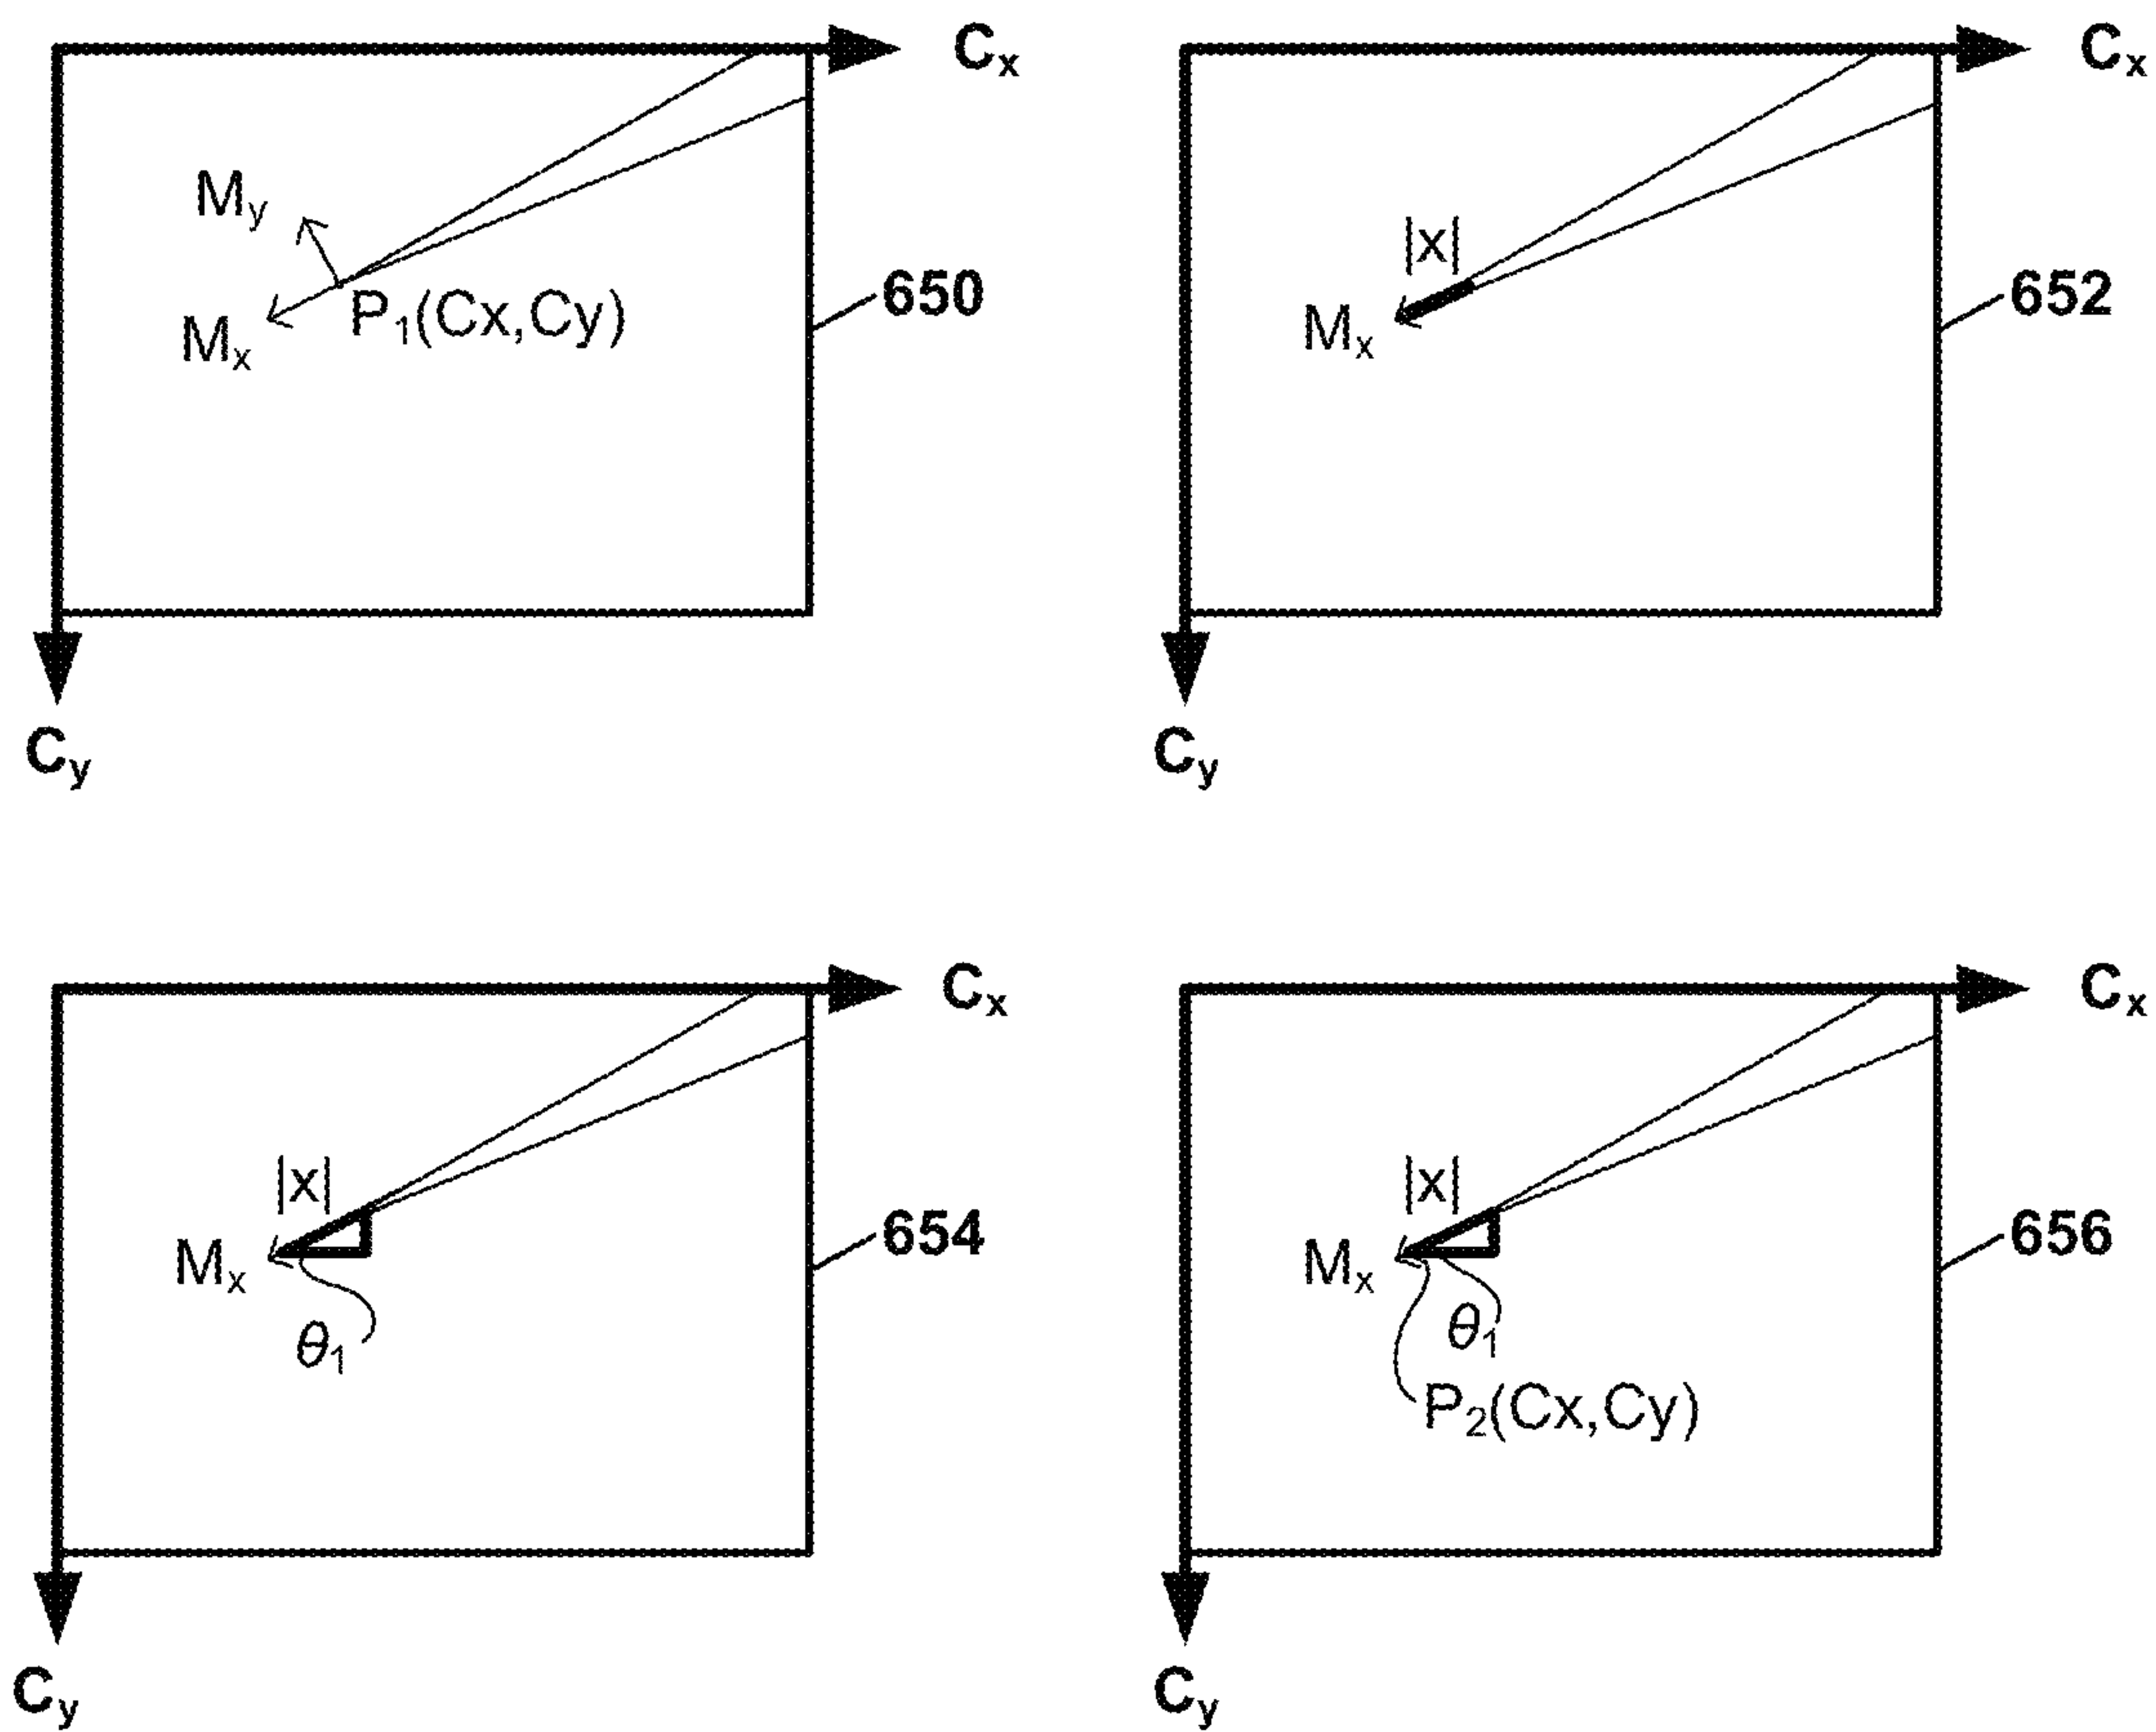 Cx
My
P1(Cx,Cy)
Mx
650
Cy
Cx
|x|
Mx
652
Cy
Cx
|x|
Mx
θ1
654
Cy
Cx
|x|
Mx
θ1
P2(Cx,Cy)
656
Cy